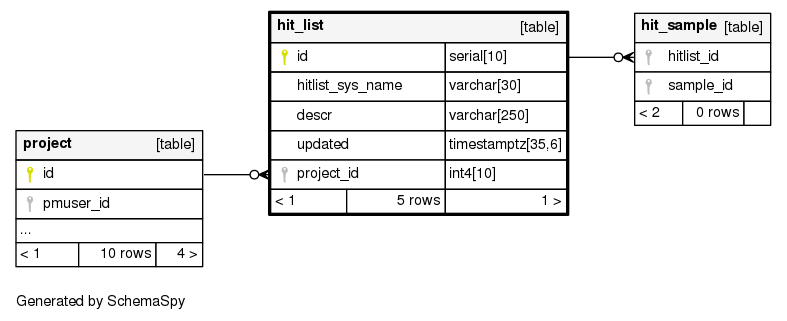 hit_list [table]
id serial[10]
hitlist_sys_name varchar[30]
descr varchar[250]
updated timestamptz[35,6]
project_id int4[10]
< 1 5 rows 1 >
hit_sample [table]
hitlist_id
sample_id
< 2 0 rows
project [table]
id
pmuser_id
...
< 1 10 rows 4 >
Generated by SchemaSpy